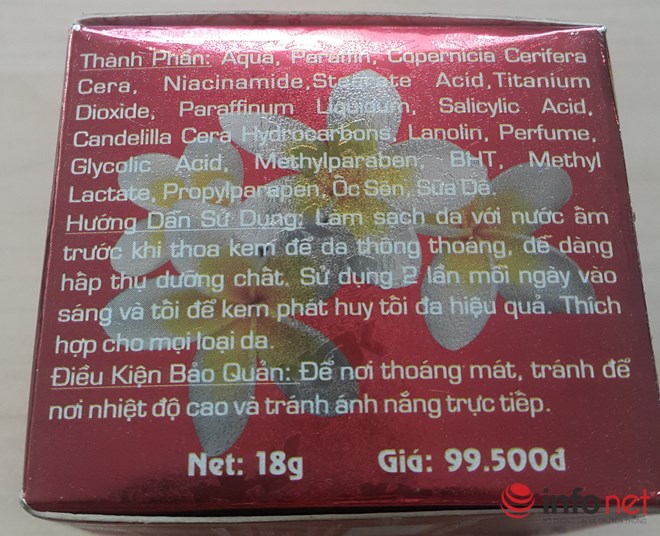 Thành Phần: Aqua, Paraffin, Copernicia Cerifera
Cera, Niacinamide,Stearate Acid,Titanium
Dioxide, Paraffinum Liquidum, Salicylic Acid,
Candelilla Cera Hydrocarbons, Lanolin, Perfume,
Glycolic Acid, Methylparaben, BHT, Methyl
Lactate, Propylparapen, Ốc Sên, Sữa Dê.
Hướng Dẫn Sử Dụng: Làm sạch da với nước ấm
trước khi thoa kem để da thông thoáng, dể dàng
hấp thu dưỡng chất. Sử dụng 2 lần mỗi ngày vào
sáng và tối để kem phát huy tối đa hiệu quả. Thích
hợp cho mọi loại da.
Điều Kiện Bảo Quản: Để nơi thoáng mát, tránh để
nơi nhiệt độ cao và tránh ánh nắng trực tiếp.
Net: 18g Giá: 99.500đ
infonet